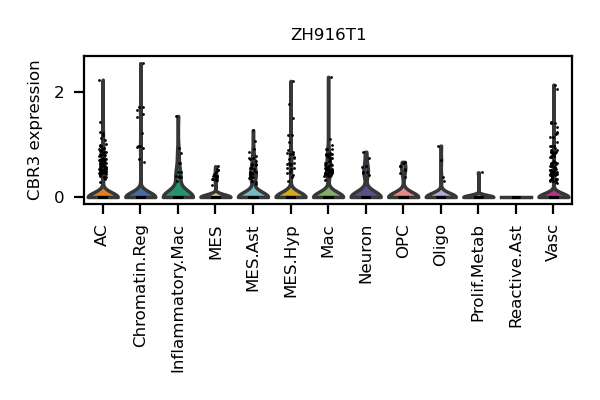 ZH916T1
CBR3 expression
2
0
AC
Chromatin.Reg
Inflammatory.Mac
MES
MES.Ast
MES.Hyp
Mac
Neuron
OPC
Oligo
Prolif.Metab
Reactive.Ast
Vasc